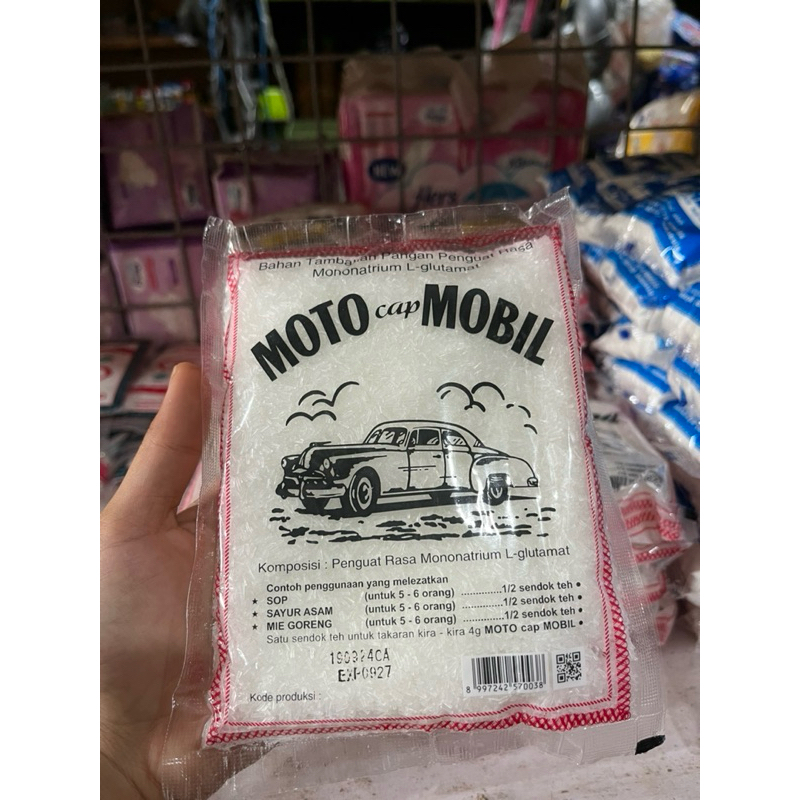 Bahan Tambahan Pangan Penguat Rasa
Mononatrium L-glutamat
MOTO cap MOBIL
Komposisi : Penguat Rasa Mononatrium L-glutamat
Contoh penggunaan yang melezatkan
★ SOP (untuk 5 - 6 orang) ..............1/2 sendok teh •
★ SAYUR ASAM (untuk 5 - 6 orang) ..............1/2 sendok teh •
★ MIE GORENG (untuk 5 - 6 orang) ..............1/2 sendok teh •
Satu sendok teh untuk takaran kira - kira 4g MOTO cap MOBIL •
190324CA
EXP0927
Kode produksi :
8 997242 570038
NEW